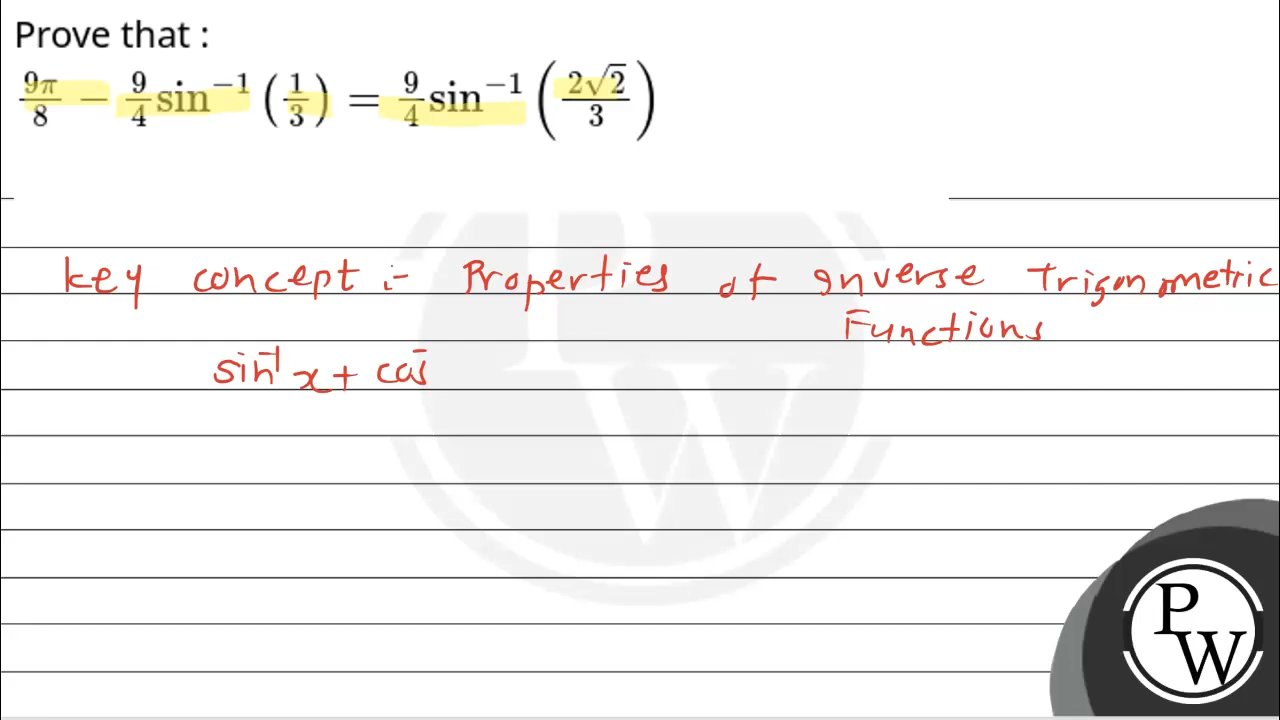 Prove that :
9π/8 − 9/4 sin⁻¹ (1/3) = 9/4 sin⁻¹ (2√2/3)
Key concept :- Properties of Inverse Trigonometric
Functions
sin⁻¹ x + cos⁻
PW